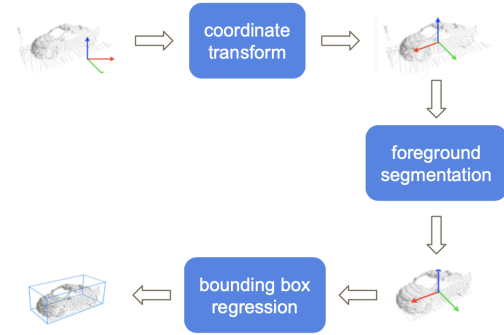 coordinate
transform
foreground
segmentation
bounding box
regression